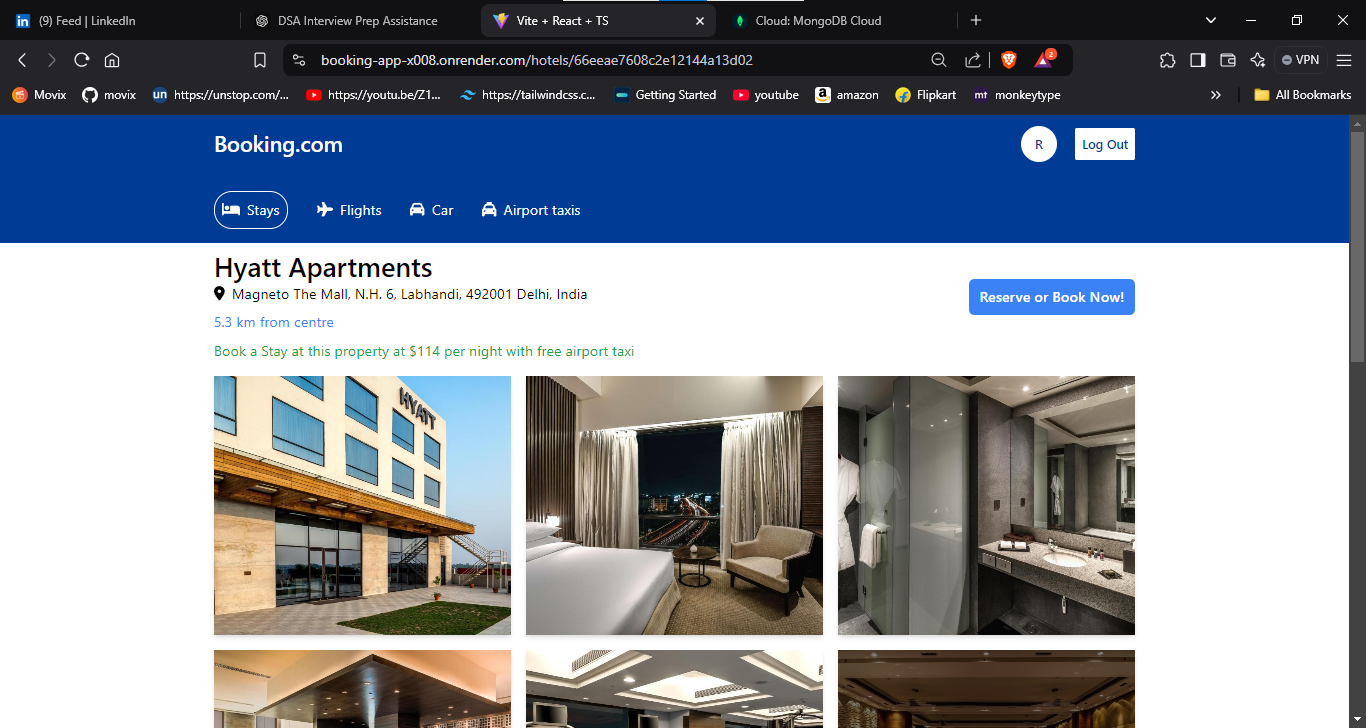 (9) Feed | LinkedIn
DSA Interview Prep Assistance
Vite + React + TS
Cloud: MongoDB Cloud
booking-app-x008.onrender.com/hotels/66eeae7608c2e12144a13d02
2
VPN
Movix
movix
un
https://unstop.com/...
https://youtu.be/Z1...
https://tailwindcss.c...
Getting Started
youtube
a
amazon
Flipkart
mt
monkeytype
All Bookmarks
Booking.com
R
Log Out
Stays
Flights
Car
Airport taxis
Hyatt Apartments
Magneto The Mall, N.H. 6, Labhandi, 492001 Delhi, India
Reserve or Book Now!
5.3 km from centre
Book a Stay at this property at $114 per night with free airport taxi
HYATT